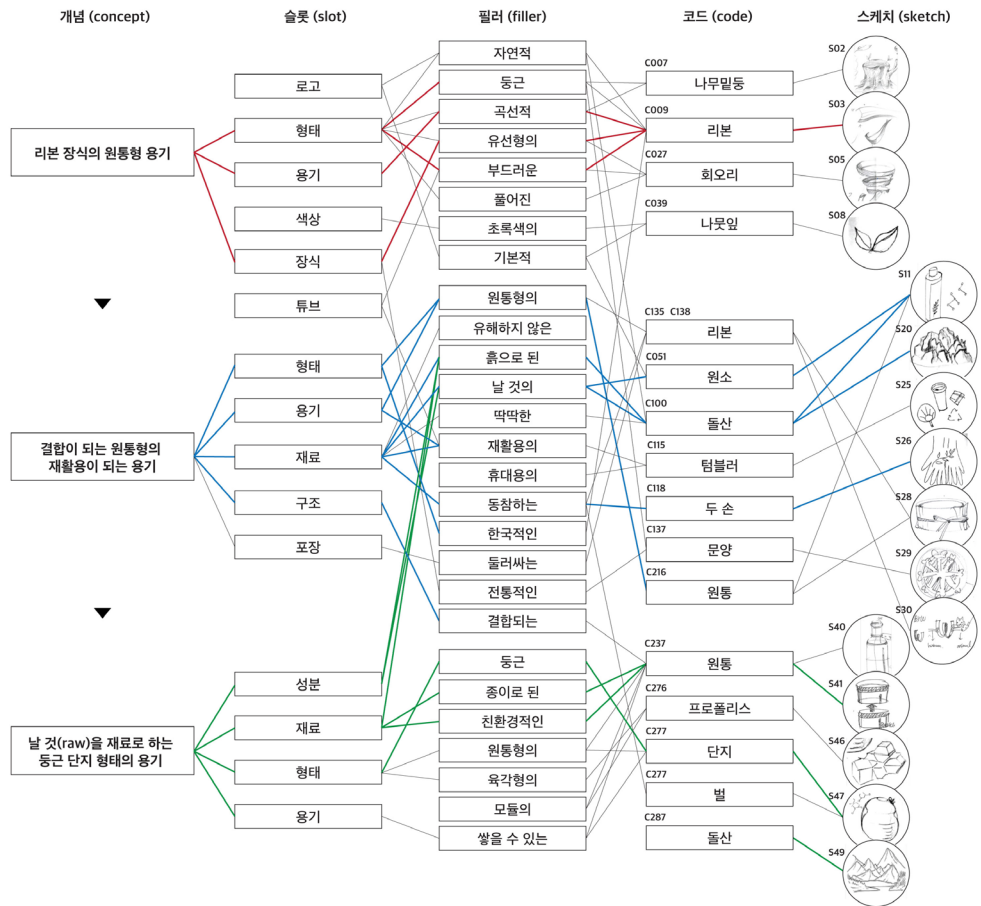 개념 (concept)
슬롯 (slot)
필러 (filler)
코드 (code)
스케치 (sketch)
리본 장식의 원통형 용기
결합이 되는 원통형의
재활용이 되는 용기
날 것(raw)을 재료로 하는
둥근 단지 형태의 용기
로고
형태
용기
색상
장식
튜브
형태
용기
재료
구조
포장
성분
재료
형태
용기
자연적
둥근
곡선적
유선형의
부드러운
풀어진
초록색의
기본적
원통형의
유해하지 않은
흙으로 된
날 것의
딱딱한
재활용의
휴대용의
동참하는
한국적인
둘러싸는
전통적인
결합되는
둥근
종이로 된
친환경적인
원통형의
육각형의
모듈의
쌓을 수 있는
C007
나무밑둥
C009
리본
C027
회오리
C039
나뭇잎
C135 C138
리본
C051
원소
C100
돌산
C115
텀블러
C118
두 손
C137
문양
C216
원통
C237
원통
C276
프로폴리스
C277
단지
C277
벌
C287
돌산
S02
S03
S05
S08
S11
S20
S25
S26
S28
S29
S30
S40
S41
S46
S47
S49